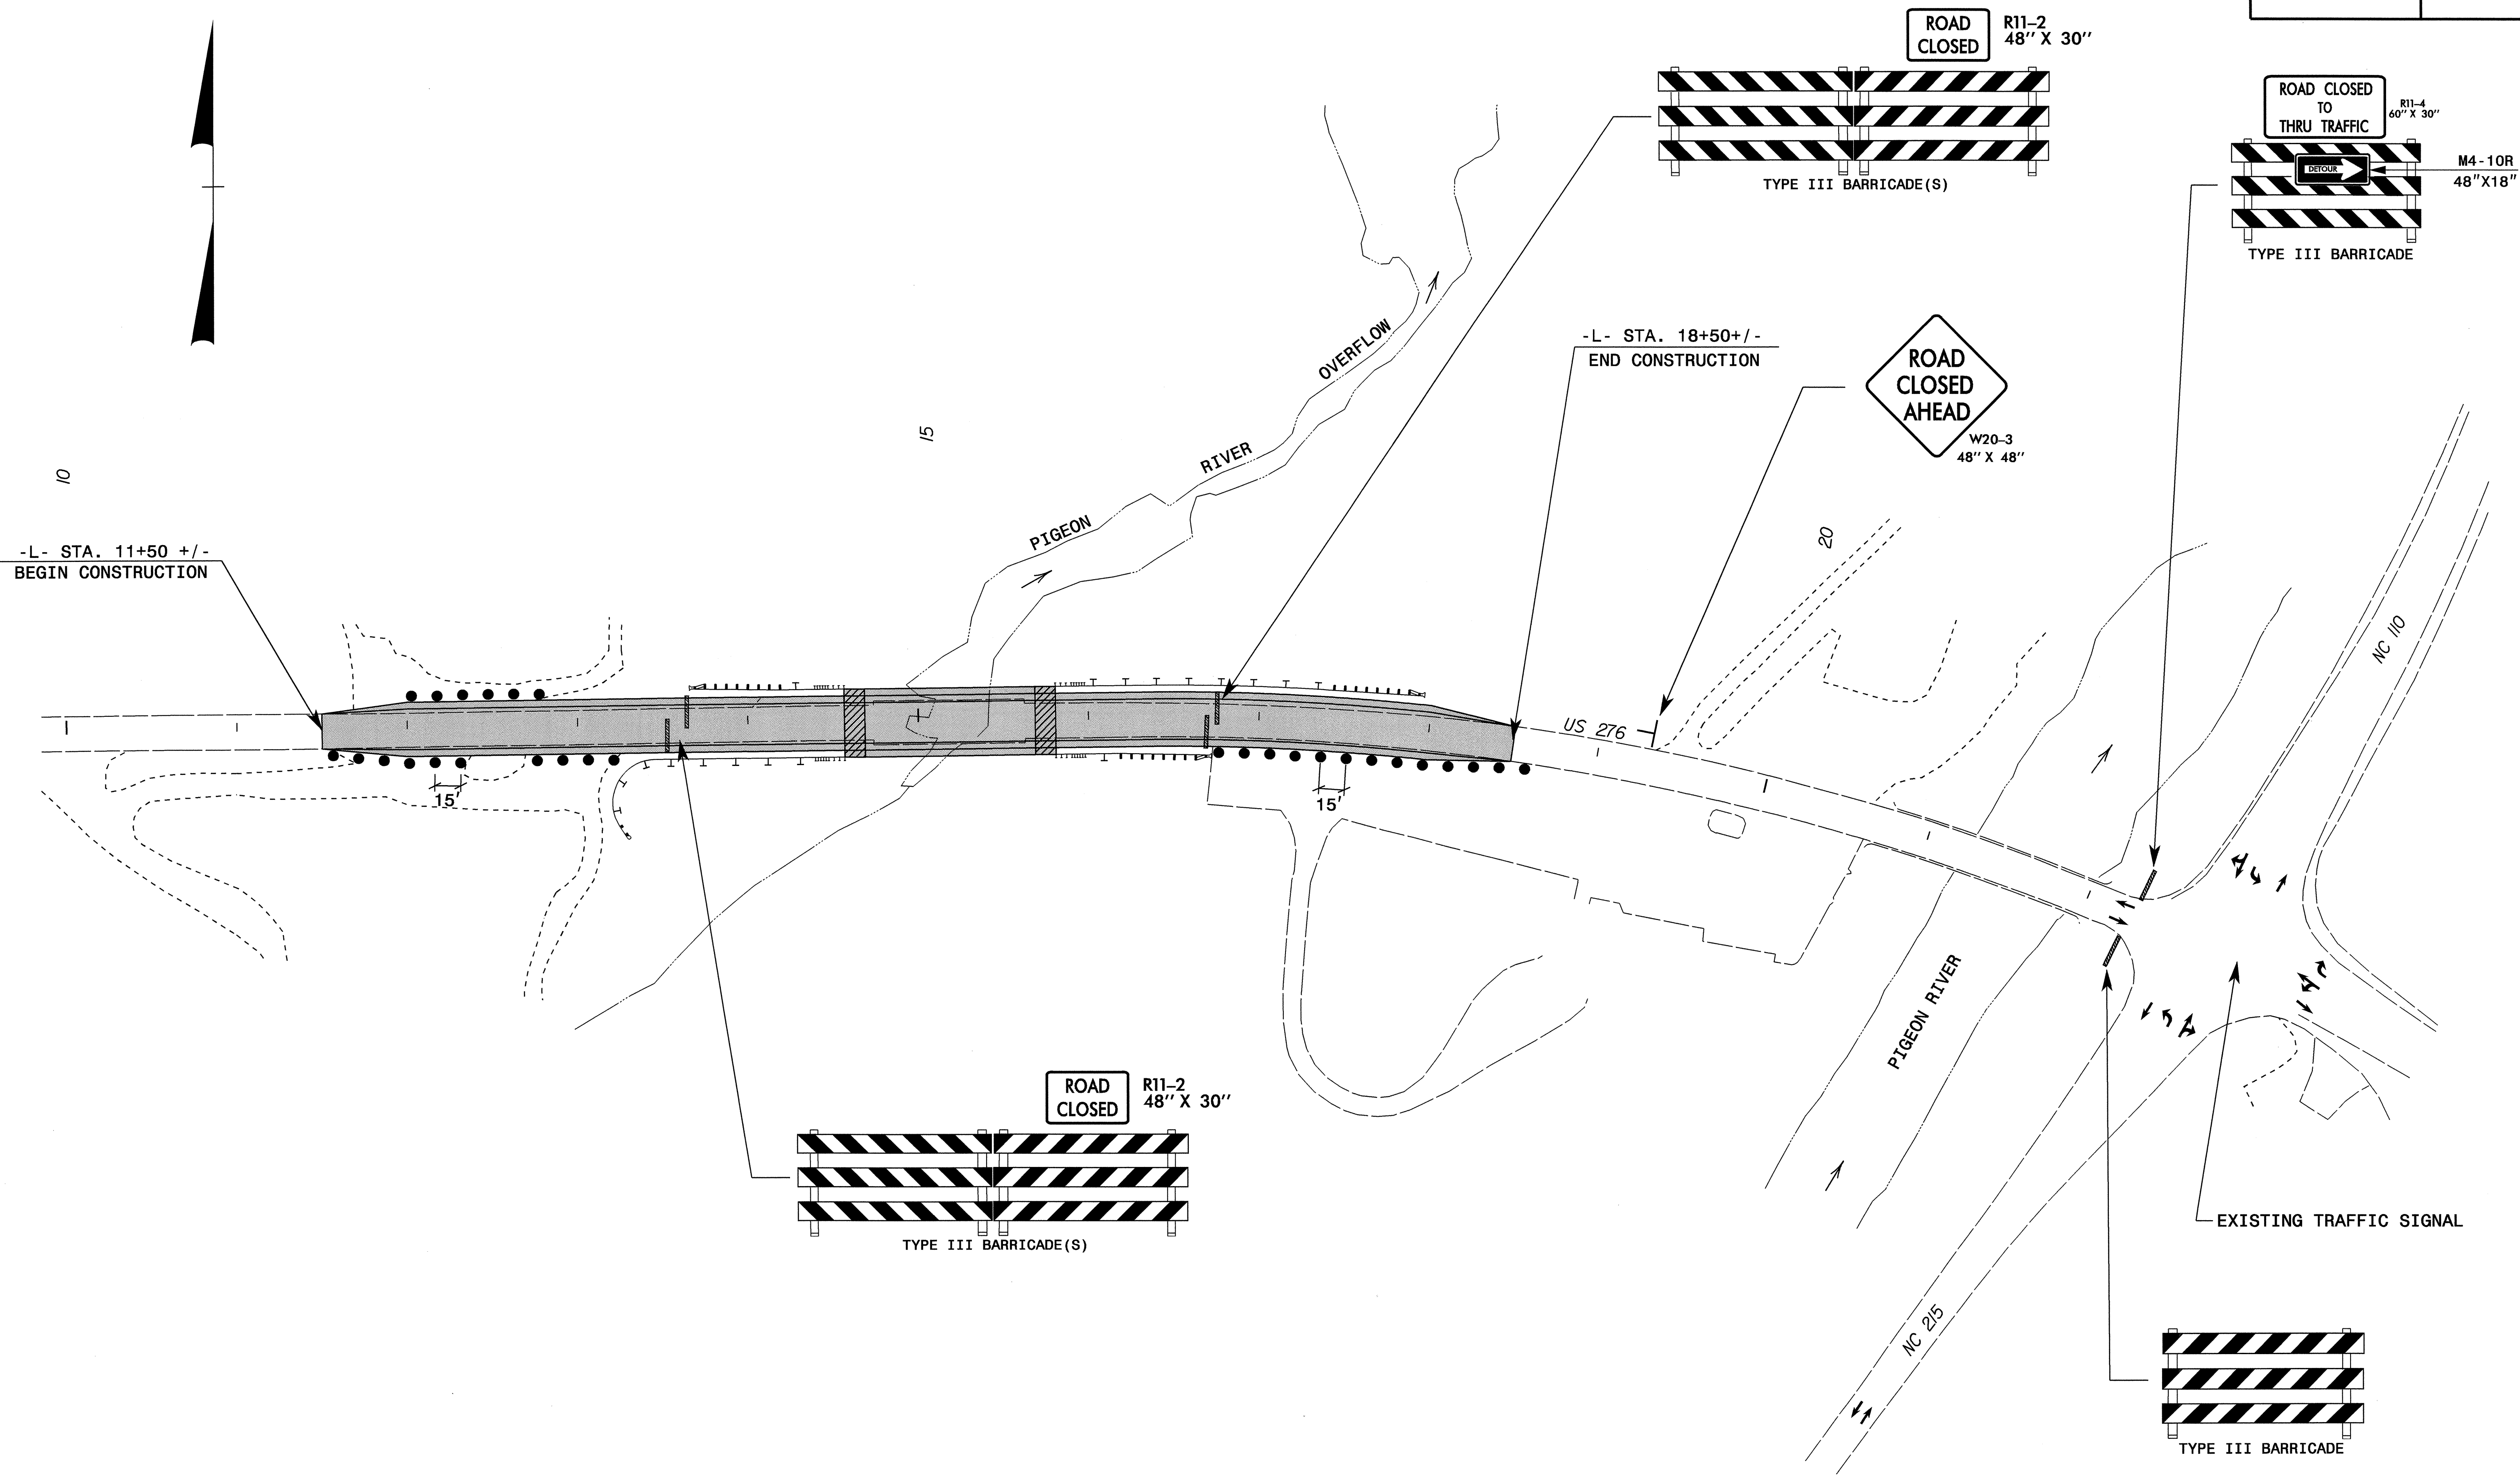 ROAD
CLOSED
R11–2
48" X 30"
TYPE III BARRICADE(S)
ROAD CLOSED
TO
THRU TRAFFIC
R11–4
60" X 30"
DETOUR
M4-10R
48"X18"
TYPE III BARRICADE
-L- STA. 18+50+/-
END CONSTRUCTION
ROAD
CLOSED
AHEAD
W20–3
48" X 48"
OVERFLOW
RIVER
PIGEON
10
15
20
-L- STA. 11+50 +/-
BEGIN CONSTRUCTION
US 276
NC 110
15'
15'
PIGEON RIVER
ROAD
CLOSED
R11–2
48" X 30"
TYPE III BARRICADE(S)
EXISTING TRAFFIC SIGNAL
NC 215
TYPE III BARRICADE